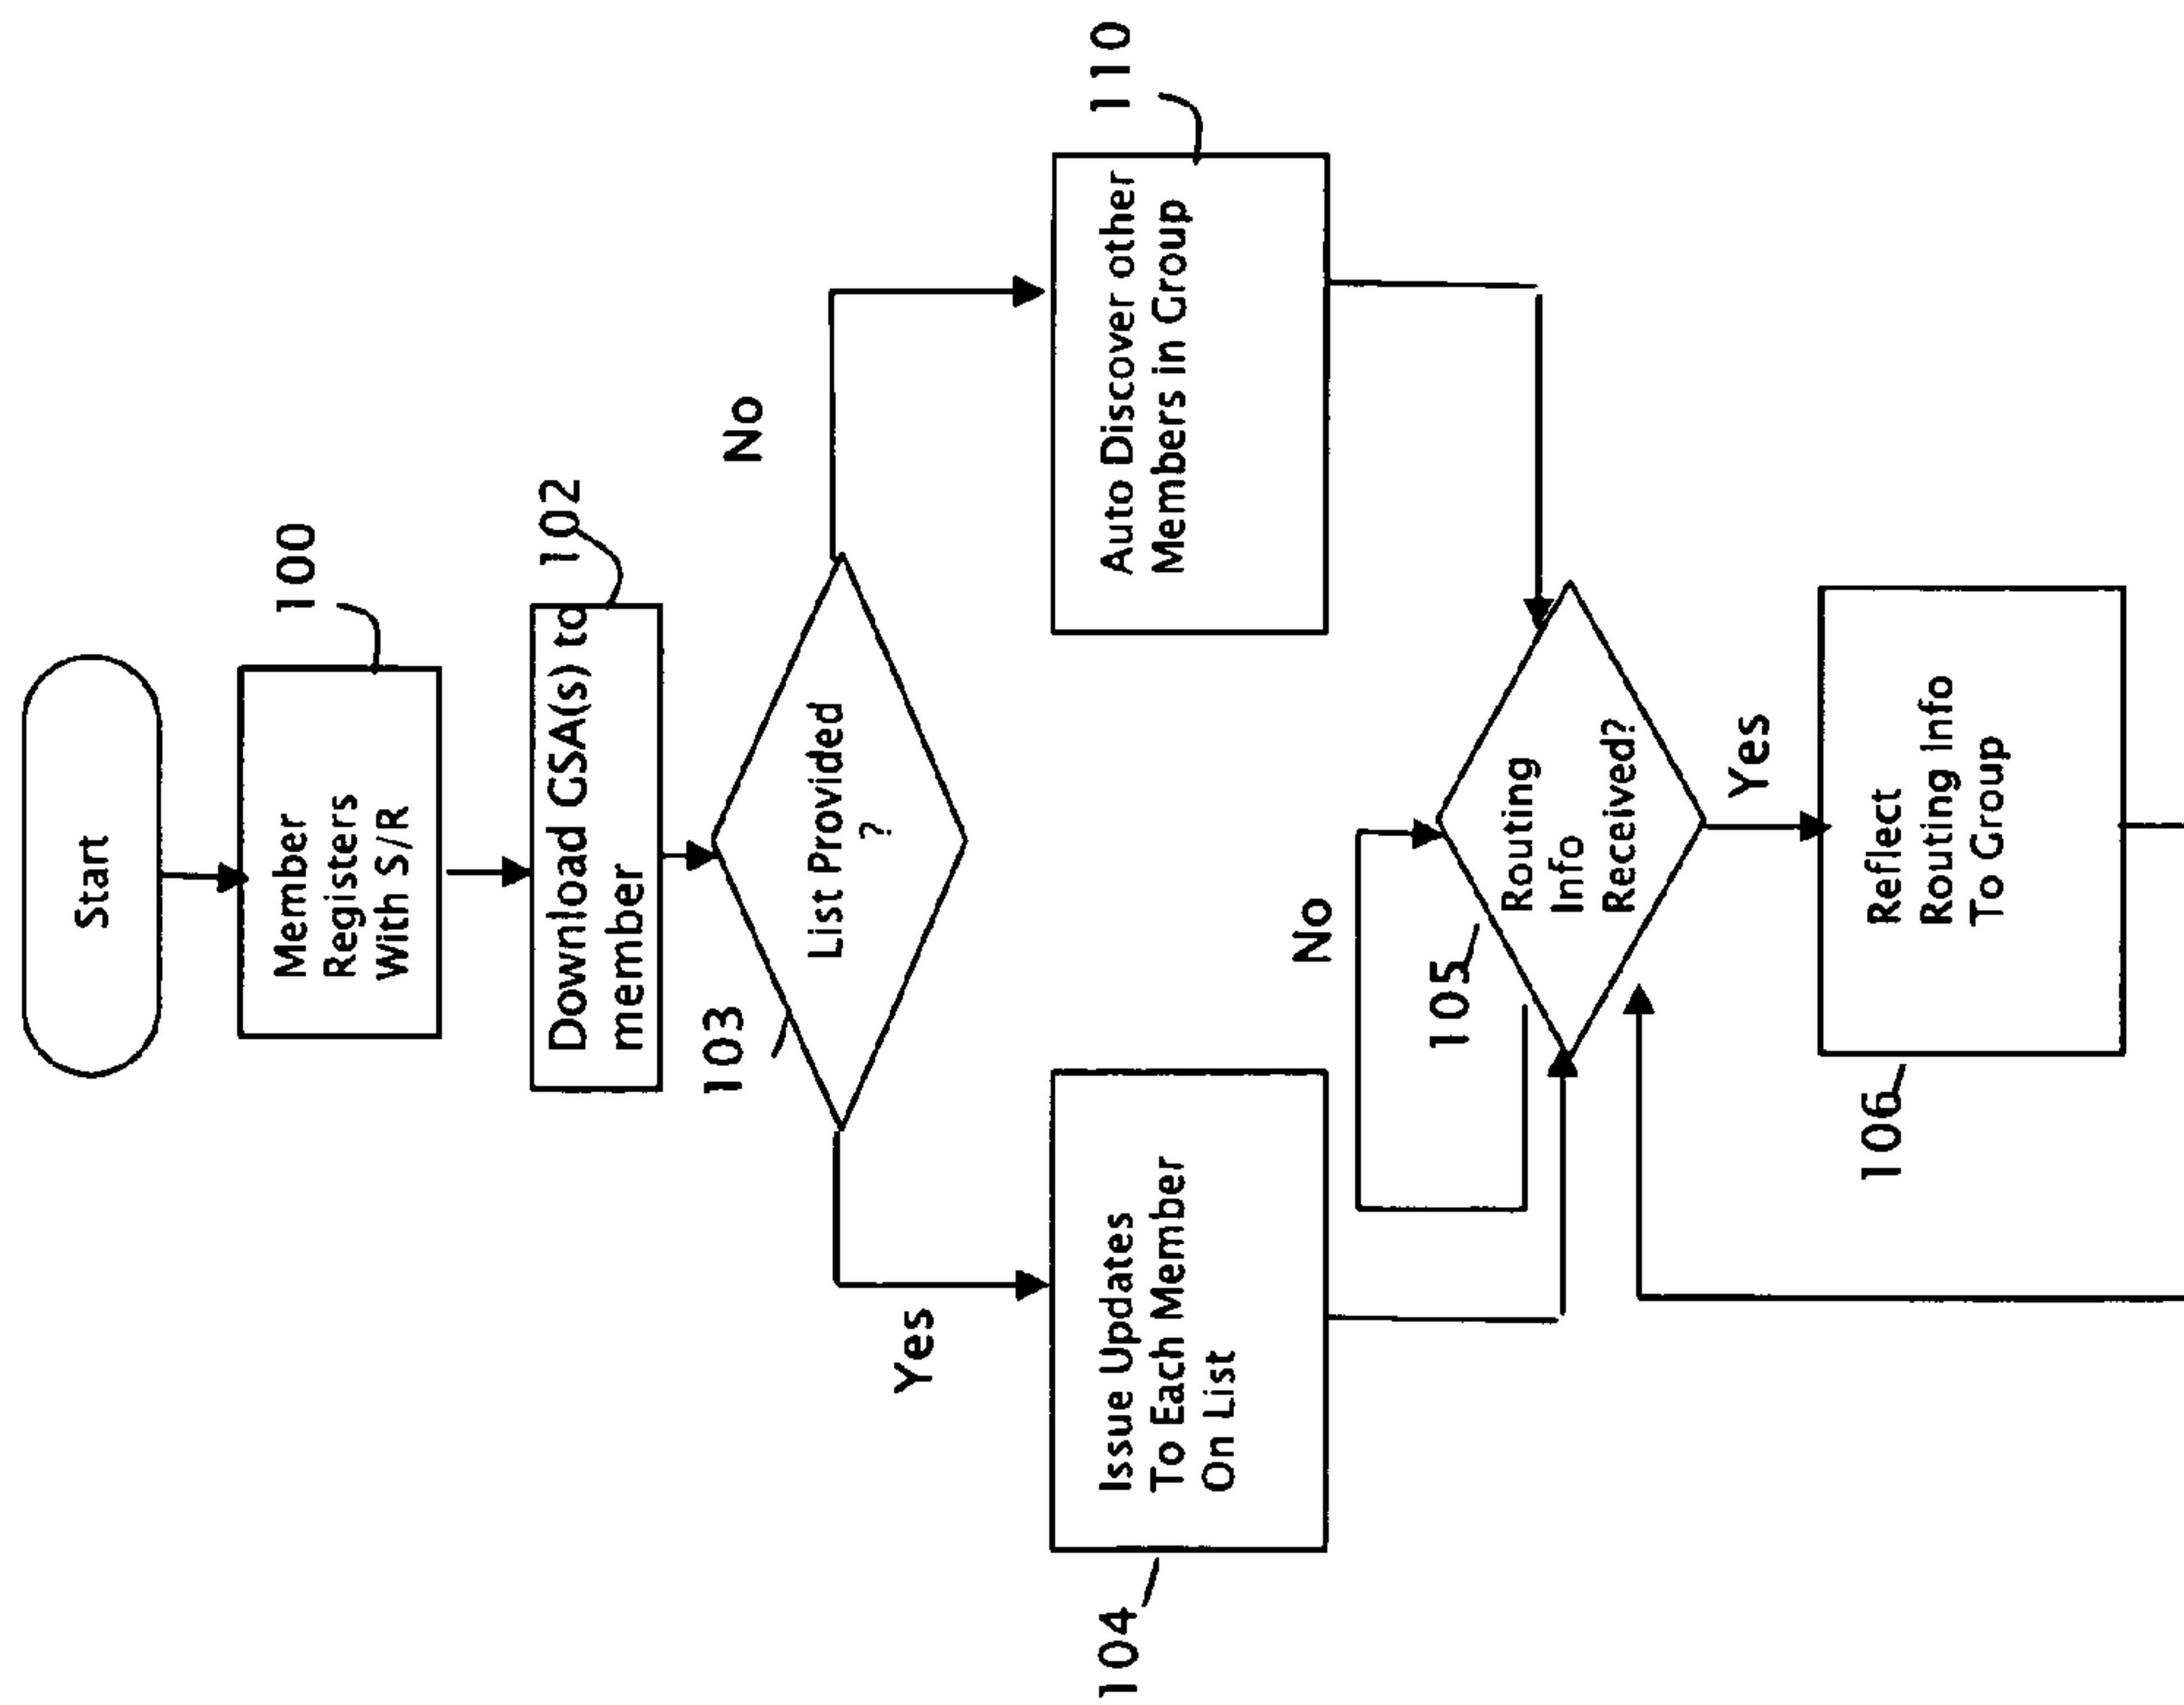 Start
100
Member
Registers
With S/R
102
Download GSA(s) to
member
103
List Provided
?
No
Yes
104
Issue Updates
To Each Member
On List
110
Auto Discover other
Members in Group
No
105
Routing
Info
Received?
Yes
106
Reflect
Routing Info
To Group